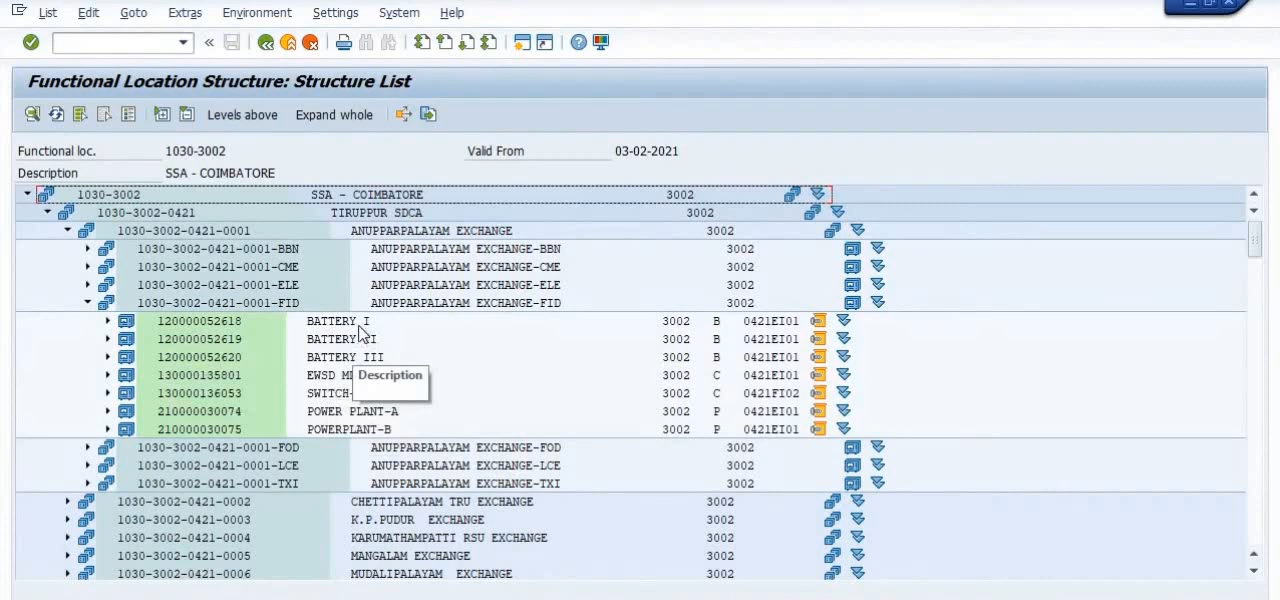 List Edit Goto Extras Environment Settings System Help
Functional Location Structure: Structure List
Levels above Expand whole
Functional loc. 1030-3002 Valid From 03-02-2021
Description SSA - COIMBATORE
1030-3002 SSA - COIMBATORE 3002
1030-3002-0421 TIRUPPUR SDCA 3002
1030-3002-0421-0001 ANUPPARPALAYAM EXCHANGE 3002
1030-3002-0421-0001-BBN ANUPPARPALAYAM EXCHANGE-BBN 3002
1030-3002-0421-0001-CME ANUPPARPALAYAM EXCHANGE-CME 3002
1030-3002-0421-0001-ELE ANUPPARPALAYAM EXCHANGE-ELE 3002
1030-3002-0421-0001-FID ANUPPARPALAYAM EXCHANGE-FID 3002
120000052618 BATTERY I 3002 B 0421EI01
120000052619 BATTERY II 3002 B 0421EI01
120000052620 BATTERY III 3002 B 0421EI01
130000135801 EWSD 3002 C 0421EI01
130000136053 SWITCH- 3002 C 0421FI02
210000030074 POWER PLANT-A 3002 P 0421EI01
210000030075 POWERPLANT-B 3002 P 0421EI01
Description
1030-3002-0421-0001-FOD ANUPPARPALAYAM EXCHANGE-FOD 3002
1030-3002-0421-0001-LCE ANUPPARPALAYAM EXCHANGE-LCE 3002
1030-3002-0421-0001-TXI ANUPPARPALAYAM EXCHANGE-TXI 3002
1030-3002-0421-0002 CHETTIPALAYAM TRU EXCHANGE 3002
1030-3002-0421-0003 K.P.PUDUR EXCHANGE 3002
1030-3002-0421-0004 KARUMATHAMPATTI RSU EXCHANGE 3002
1030-3002-0421-0005 MANGALAM EXCHANGE 3002
1030-3002-0421-0006 MUDALIPALAYAM EXCHANGE 3002